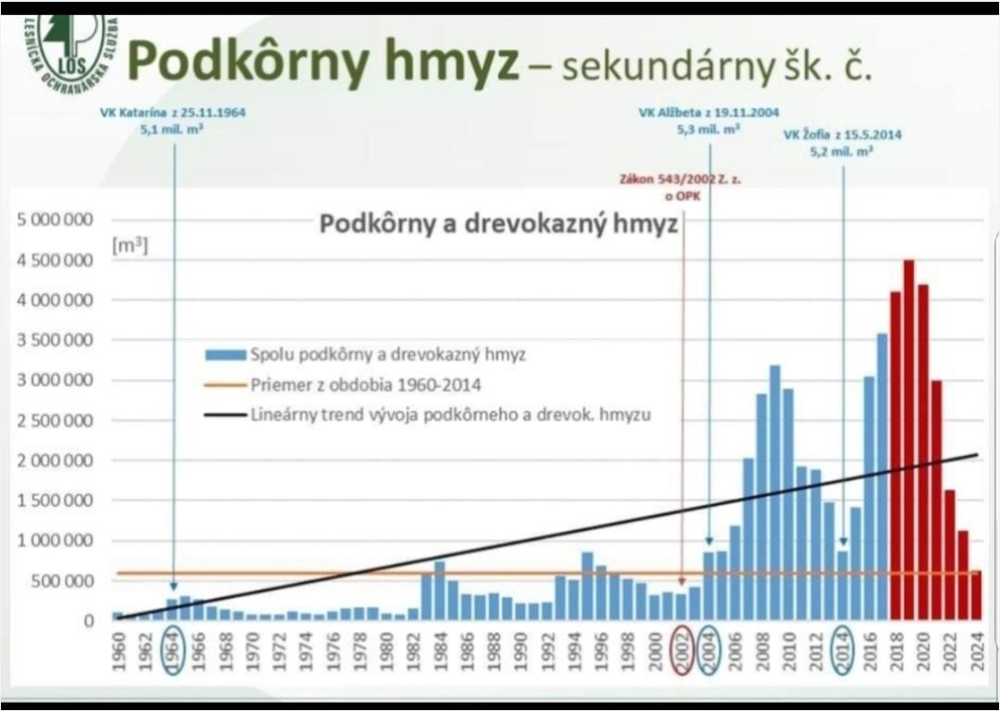 LESNÍCKA OCHRANÁRSKA SLUŽBA
LOS
Podkôrny hmyz – sekundárny šk. č.
VK Katarína z 25.11.1964
5,1 mil. m³
VK Alžbeta z 19.11.2004
5,3 mil. m³
VK Žofia z 15.5.2014
5,2 mil. m³
Zákon 543/2002 Z. z.
o OPK
Podkôrny a drevokazný hmyz
[m³]
5 000 000
4 500 000
4 000 000
3 500 000
3 000 000
2 500 000
2 000 000
1 500 000
1 000 000
500 000
0
Spolu podkôrny a drevokazný hmyz
Priemer z obdobia 1960-2014
Lineárny trend vývoja podkôrneho a drevok. hmyzu
1960
1962
1964
1966
1968
1970
1972
1974
1976
1978
1980
1982
1984
1986
1988
1990
1992
1994
1996
1998
2000
2002
2004
2006
2008
2010
2012
2014
2016
2018
2020
2022
2024